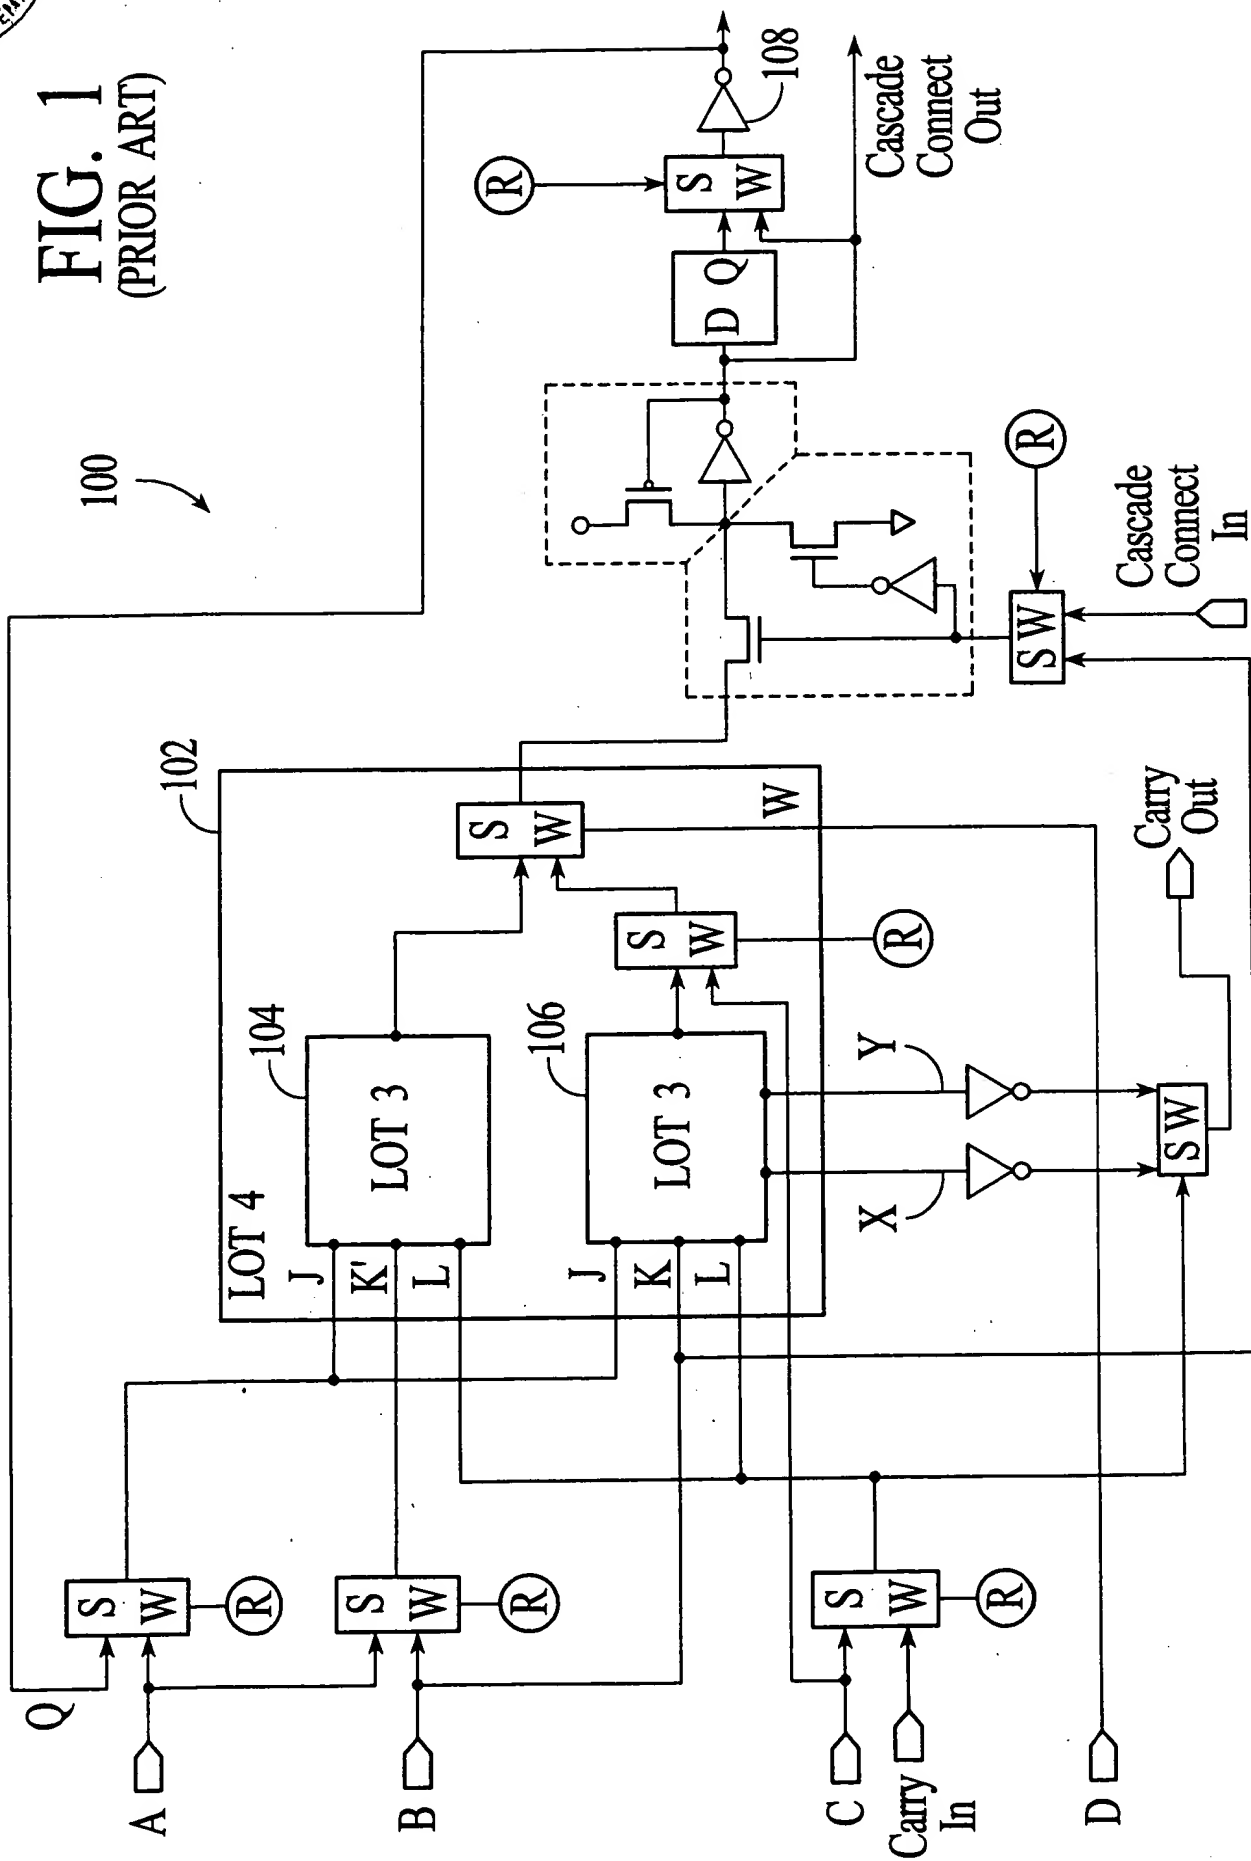 FIG. 1
(PRIOR ART)
100
108
R
S
W
D Q
Cascade
Connect
Out
R
S W
Cascade
Connect
In
102
LOT 4
W
104
LOT 3
J
K'
L
106
LOT 3
J
K
L
S
W
S
W
R
Y
X
S W
Carry
Out
Q
S
W
R
A
S
W
R
B
S
W
R
C
Carry
In
D